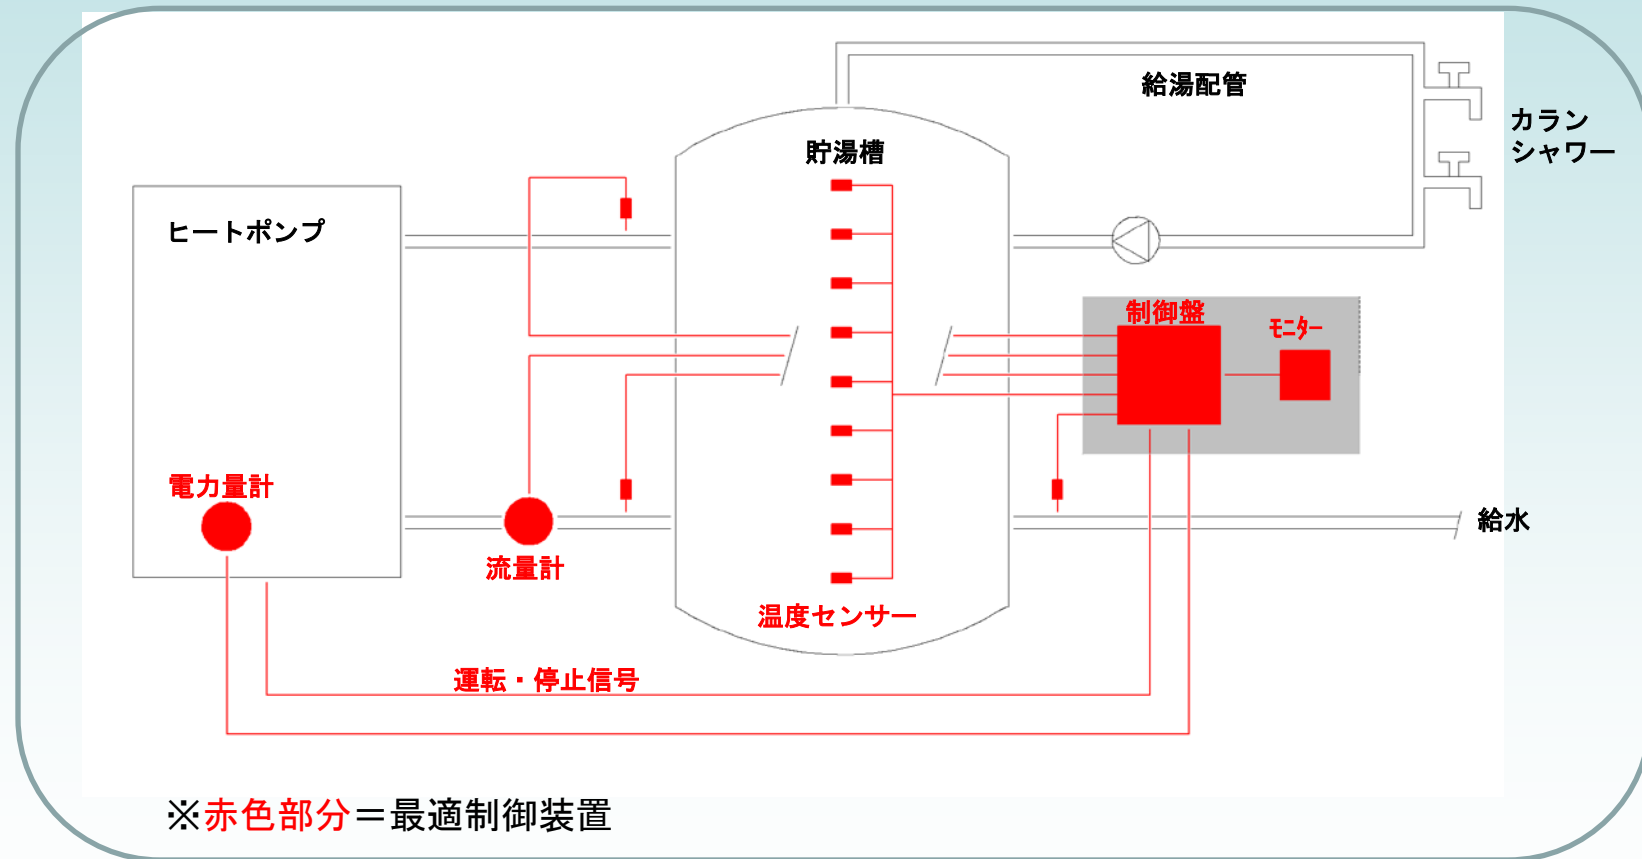 給湯配管
カラン
シャワー
貯湯槽
ヒートポンプ
制御盤
ﾓﾆﾀｰ
電力量計
給水
流量計
温度センサー
運転・停止信号
※赤色部分＝最適制御装置